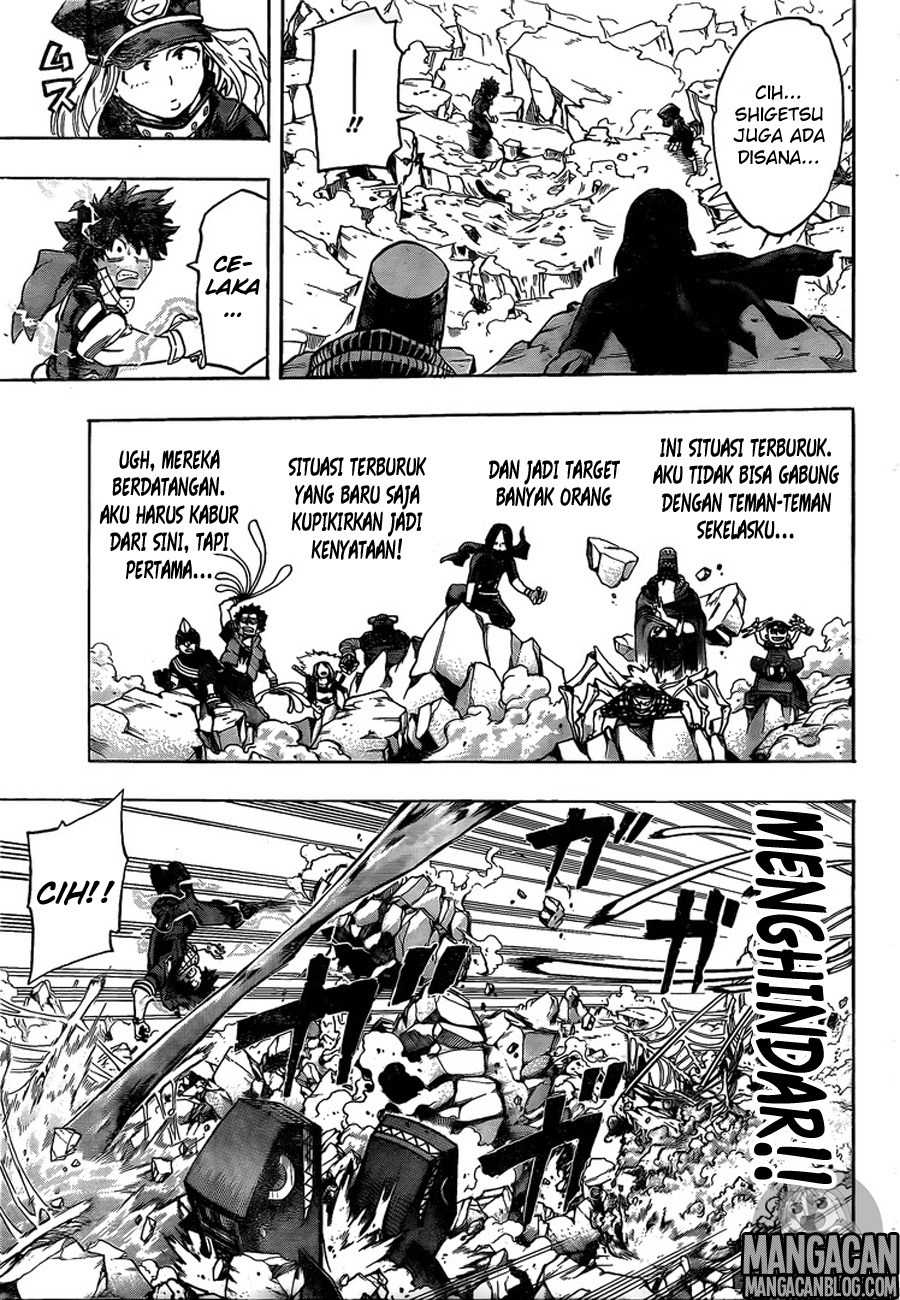 CIH...
SHIGETSU
JUGA ADA
DISANA...
!!
ムス
CE-
LAKA
...
INI SITUASI TERBURUK.
AKU TIDAK BISA GABUNG
DENGAN TEMAN-TEMAN
SEKELASKU...
DAN JADI TARGET
BANYAK ORANG
SITUASI TERBURUK
YANG BARU SAJA
KUPIKIRKAN JADI
KENYATAAN!
UGH, MEREKA
BERDATANGAN.
AKU HARUS KABUR
DARI SINI, TAPI
PERTAMA...
MENGHINDAR!!
ガガ
ガガガ
CIH!!
MANGACAN
MANGACANBLOG.COM